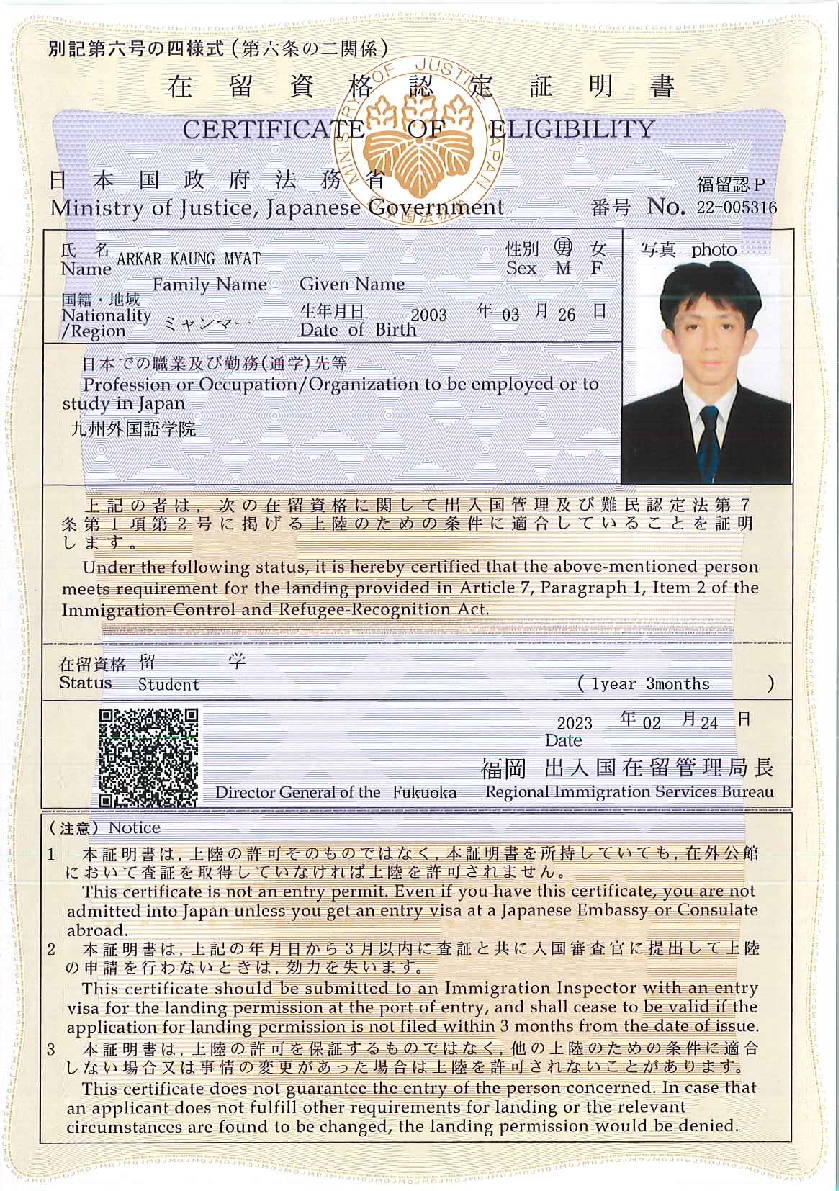 別記第六号の四様式(第六条の二関係)
在留資格認定証明書
CERTIFICATE OF ELIGIBILITY
MINISTRY OF JUSTICE JAPAN
日本国政府法務省
福留認P
Ministry of Justice, Japanese Government 番号 No. 22-005316
氏名 ARKAR KAUNG MYAT 性別 男 女 写真 photo
Name Sex M F
Family Name Given Name
国籍・地域 生年月日 2003 年 03 月 26 日
Nationality ミャンマー Date of Birth
/Region
日本での職業及び勤務(通学)先等
Profession or Occupation/Organization to be employed or to
study in Japan
九州外国語学院
上記の者は,次の在留資格に関して出入国管理及び難民認定法第7
条第1項第2号に掲げる上陸のための条件に適合していることを証明
します。
Under the following status, it is hereby certified that the above-mentioned person
meets requirement for the landing provided in Article 7, Paragraph 1, Item 2 of the
Immigration-Control and Refugee-Recognition Act.
在留資格 留学
Status Student (1year 3months )
2023 年 02 月 24 日
Date
福岡 出入国在留管理局長
Director General of the Fukuoka Regional Immigration Services Bureau
(注意) Notice
1 本証明書は,上陸の許可そのものではなく,本証明書を所持していても,在外公館
において査証を取得していなければ上陸を許可されません。
This certificate is not an entry permit. Even if you have this certificate, you are not
admitted into Japan unless you get an entry visa at a Japanese Embassy or Consulate
abroad.
2 本証明書は,上記の年月日から3月以内に査証と共に入国審査官に提出して上陸
の申請を行わないときは,効力を失います。
This certificate should be submitted to an Immigration Inspector with an entry
visa for the landing permission at the port of entry, and shall cease to be valid if the
application for landing permission is not filed within 3 months from the date of issue.
3 本証明書は,上陸の許可を保証するものではなく,他の上陸のための条件に適合
しない場合又は事情の変更があった場合は上陸を許可されないことがあります。
This certificate does not guarantee the entry of the person concerned. In case that
an applicant does not fulfill other requirements for landing or the relevant
circumstances are found to be changed, the landing permission would be denied.